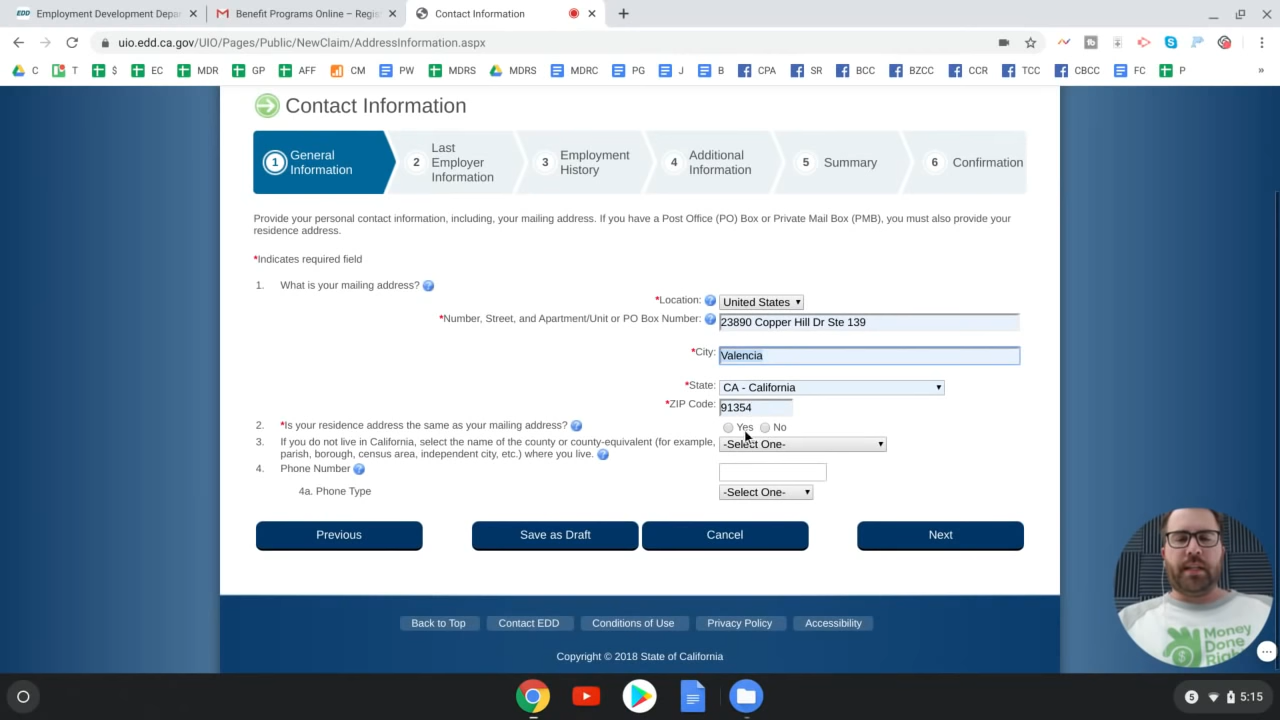 Employment Development Depar
Benefit Programs Online – Regis
Contact Information
uio.edd.ca.gov/UIO/Pages/Public/NewClaim/AddressInformation.aspx
C T $ EC MDR GP AFF CM PW MDRS MDRS MDRC PG J B CPA SR BCC BZCC CCR TCC CBCC FC P »
Contact Information
1 General Information
2 Last Employer Information
3 Employment History
4 Additional Information
5 Summary
6 Confirmation
Provide your personal contact information, including, your mailing address. If you have a Post Office (PO) Box or Private Mail Box (PMB), you must also provide your
residence address.
*Indicates required field
1. What is your mailing address?
*Location: United States
*Number, Street, and Apartment/Unit or PO Box Number: 23890 Copper Hill Dr Ste 139
*City: Valencia
*State: CA - California
*ZIP Code: 91354
2. *Is your residence address the same as your mailing address? Yes No
3. If you do not live in California, select the name of the county or county-equivalent (for example, -Select One-
parish, borough, census area, independent city, etc.) where you live.
4. Phone Number
4a. Phone Type -Select One-
Previous Save as Draft Cancel Next
Back to Top Contact EDD Conditions of Use Privacy Policy Accessibility
Copyright © 2018 State of California
Money
Done
Right
5 5:15